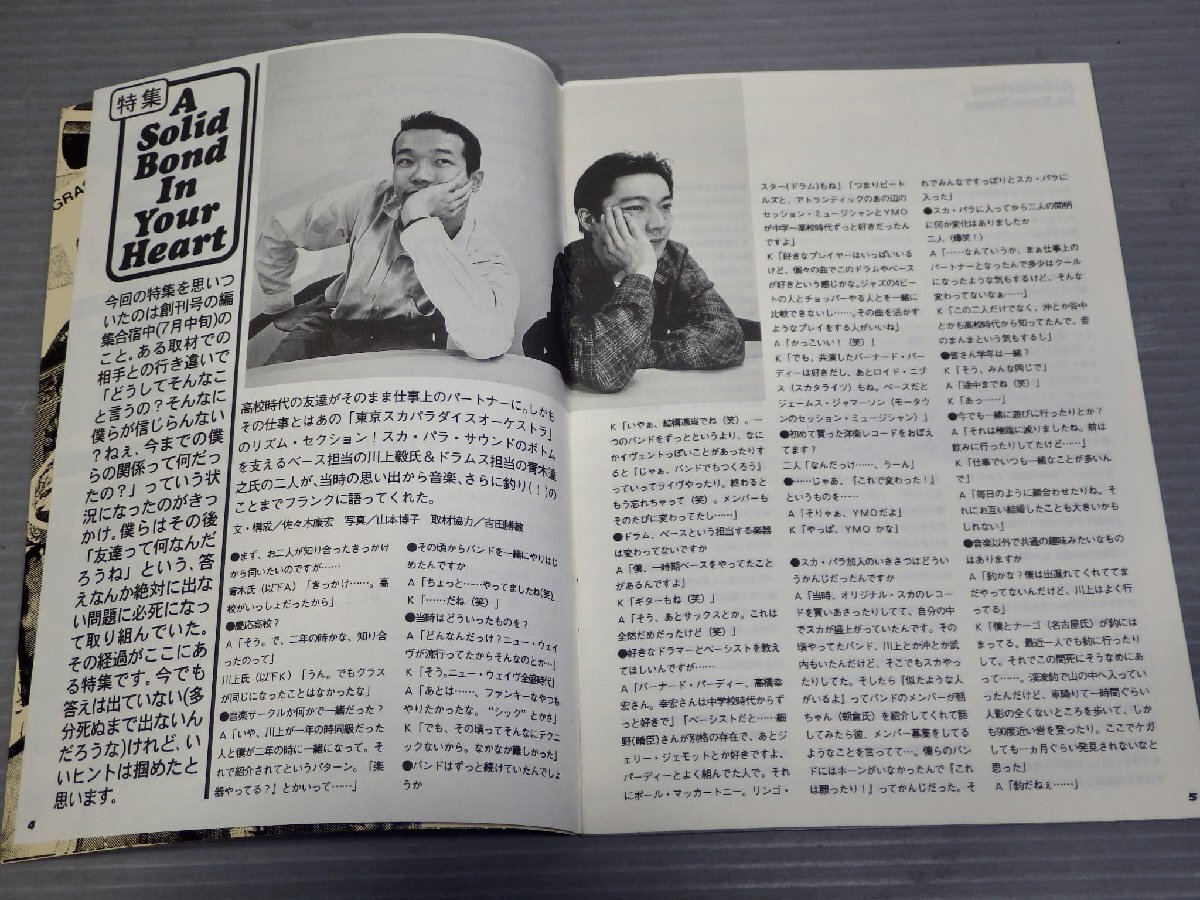 特集
A
Solid
Bond
In
Your
Heart
今回の特集を思いつ
いたのは創刊号の編
集合宿中(7月中旬)の
こと。ある取材での
相手との行き違いで
「どうしてそんなこ
と言うの?そんなに
僕らが信じらんない
?ねぇ、今までの僕
らの関係って何だっ
たの?」っていう状
況になったのがきっ
かけ。僕らはその後
「友達って何なんだ
ろうね」という、答
えなんか絶対に出な
い問題に必死になっ
て取り組んでいた。
その経過がここにあ
る特集です。今でも
答えは出ていない(多
分死ぬまで出ないん
だろうな)けれど、い
いヒントは掴めたと
思います。
高校時代の友達がそのまま仕事上のパートナーに。しかも
その仕事とはあの「東京スカパラダイスオーケストラ」
のリズム・セクション!スカ・パラ・サウンドのボトム
を支えるベース担当の川上毅氏&ドラムス担当の青木達
之氏の二人が、当時の思い出から音楽、さらに釣り(!)の
ことまでフランクに語ってくれた。
文・構成/佐々木康宏 写真/山本博子 取材協力/吉田勝敏
●まず、お二人が知り合ったきっかけ
から伺いたいのですが……
青木氏(以下A)「きっかけ……。高
校がいっしょだったから」
●慶応高校?
A「そう。で、二年の時かな、知り合
ったのって」
川上氏(以下K)「うん。でもクラス
が同じになったことはなかったな」
●音楽サークルか何かで一緒だった?
A「いや、川上が一年の時同級だった
人と僕が二年の時に一緒になって。そ
れで紹介されてというパターン。「楽
器やってる?」とかいって……」
●その頃からバンドを一緒にやりはじ
めたんですか
A「ちょっと……やってましたね(笑)
K「……だね(笑)」
●当時はどういったものを?
A「どんなんだっけ?ニュー・ウェイ
ヴが流行ってたからそんなのとか…」
K「そう。ニュー・ウェイヴ全盛時代」
A「あとは……、ファンキーなやつも
やりたかったな。“シック”とかさ」
K「でも、その頃ってそんなにテクニ
ックないから。なかなか難しかった」
●バンドはずっと続けていたんでしょ
うか
K「いやぁ、結構適当でね(笑)。一
つのバンドをずっとというより、なに
かイヴェントっぽいことがあったりす
ると『じゃあ、バンドでもつくろう』
っていってライヴやったり。終わると
もう忘れちゃって(笑)。メンバーも
そのたびに変わってたし……」
●ドラム、ベースという担当する楽器
は変わってないですか
A「僕、一時期ベースをやってたこと
があるんですよ」
K「ギターもね(笑)」
A「そう、あとサックスとか。これは
全然だめだったけど(笑)」
●好きなドラマーとベーシストを教え
てほしいんですが……
A「バーナード・パーディー、高橋幸
宏さん。幸宏さんは中学校時代からず
っと好きで」「ベーシストだと……細
野(晴臣)さんが別格の存在で、あとジ
ェリー・ジェモットとか好きですよ、
パーディーとよく組んでた人で。それ
にポール・マッカートニー。リンゴ・
スター(ドラム)もね」「つまりビート
ルズと、アトランティックのあの辺の
セッション・ミュージシャンとYMO
が中学〜高校時代ずっと好きだったん
ですよ」
K「好きなプレイヤーはいっぱいいる
けど、個々の曲でこのドラムやベース
が好きという感じかな。ジャズの4ビー
トの人とチョッパーやる人とを一緒に
比較できないし……。その曲を活かす
ようなプレイをする人がいいね」
A「かっこいい!(笑)」
K「でも、共演したバーナード・パー
ディーは好きだし、あとロイド・ニブ
ス(スカタライツ)もね。ベースだと
ジェームス・ジャマーソン(モータウ
ンのセッション・ミュージシャン)」
●初めて買った洋楽レコードをおぼえ
てます?
二人「なんだっけ……、うーん」
●……じゃあ、『これで変わった!』
というものを……
A「そりゃぁ、YMOだよ」
K「やっぱ、YMO かな」
●スカ・パラ加入のいきさつはどうい
うかんじだったんですか
A「当時、オリジナル・スカのレコー
ドを買いあさったりしてて、自分の中
でスカが盛上がっていたんです。その
頃やってたバンド、川上とか沖とか武
内もいたんだけど、そこでもスカやっ
たりしてた。そしたら『似たような人
がいるよ』ってバンドのメンバーが朝
ちゃん(朝倉氏)を紹介してくれて話
してみたら彼、メンバー募集をしてる
ようなことを言ってて…。僕らのバン
ドにはホーンがいなかったんで『これ
は願ったり!』ってかんじだった。そ
れでみんなですっぽりとスカ・パラに
入った」
●スカ・パラに入ってから二人の間柄
に何か変化はありましたか
二人(爆笑!)
A「……なんていうか、まぁ仕事上の
パートナーとなったんで多少はクール
になったような気もするけど、そんな
変わってないなぁ……」
K「この二人だけでなく、沖とか谷中
とかも高校時代から知ってたんで、昔
のまんまという気もするし」
●皆さん学年は一緒?
K「そう、みんな同じで」
A「途中までね(笑)」
K「あっ……」
●今でも一緒に遊びに行ったりとか?
A「それは極端に減りましたね。前は
飲みに行ったりしてたけど……」
K「仕事でいつも一緒なことが多いん
で」
A「毎日のように顔合わせたりね。そ
れにお互い結婚したことも大きいかも
しれない」
●音楽以外で共通の趣味みたいなもの
はありますか
A「釣かな?僕は出遅れてくれててま
だやってないんだけど、川上はよく行
ってる」
K「僕とナーゴ(名古屋氏)が釣には
まってる。最近一人でも釣に行ったり
して。それでこの間死にそうなめにあ
って……。渓流釣で山の中へ入ってい
ったんだけど、車降りて一時間ぐらい
人影の全くないところを歩いて、しか
も90度近い岩を登ったり。ここでケガ
しても一ヵ月ぐらい発見されないなと
思った」
A「釣だねぇ……」
4
5